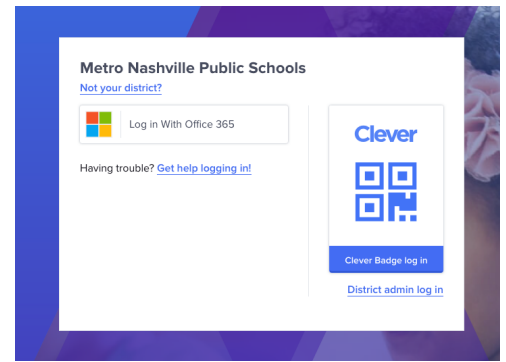 Metro Nashville Public Schools
Not your district?
Log in With Office 365
Having trouble? Get help logging in!
Clever
Clever Badge log in
District admin log in